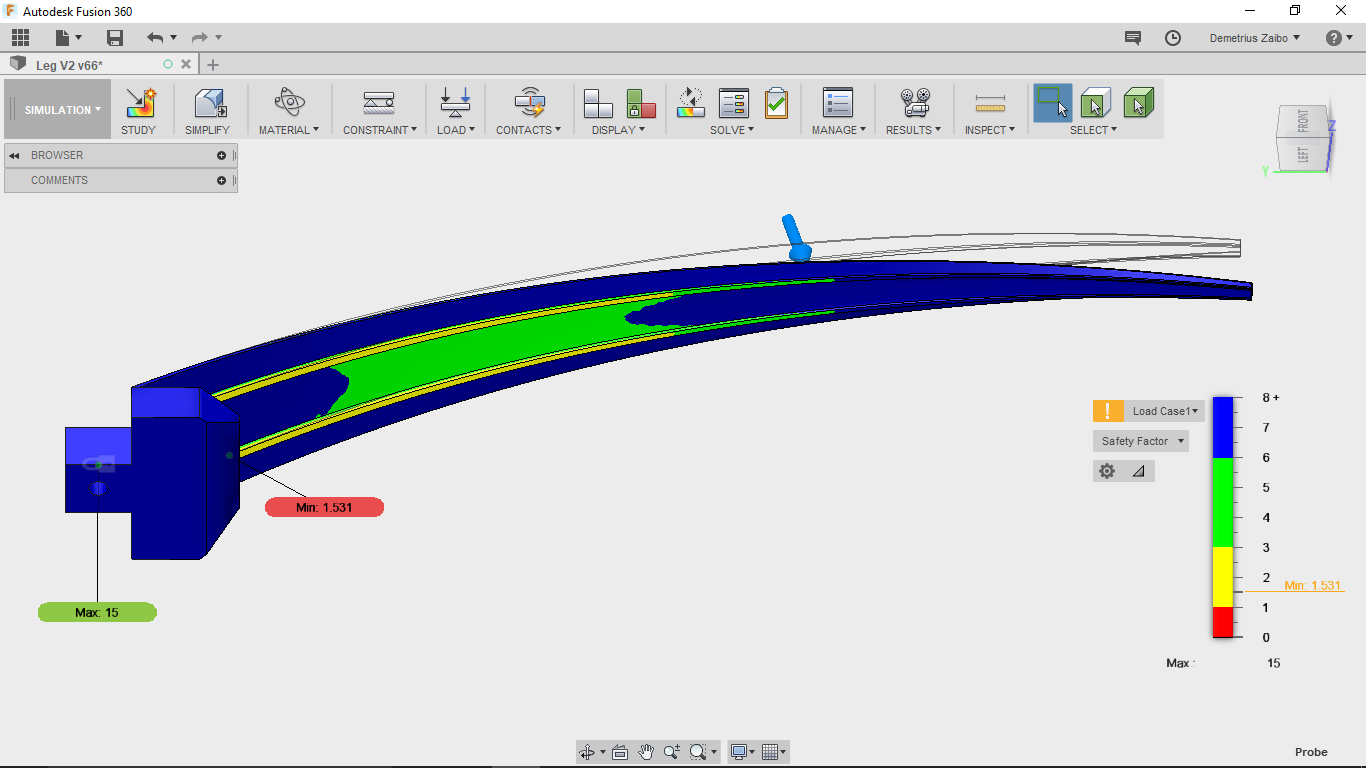 Autodesk Fusion 360
Demetrius Zaibo
Leg V2 v66*
SIMULATION
STUDY
SIMPLIFY
MATERIAL
CONSTRAINT
LOAD
CONTACTS
DISPLAY
SOLVE
MANAGE
RESULTS
INSPECT
SELECT
BROWSER
COMMENTS
FRONT
LEFT
Z
Y
Load Case1
Safety Factor
8 +
7
6
5
4
3
2
Min: 1.531
1
0
Max :
15
Min: 1.531
Max: 15
Probe